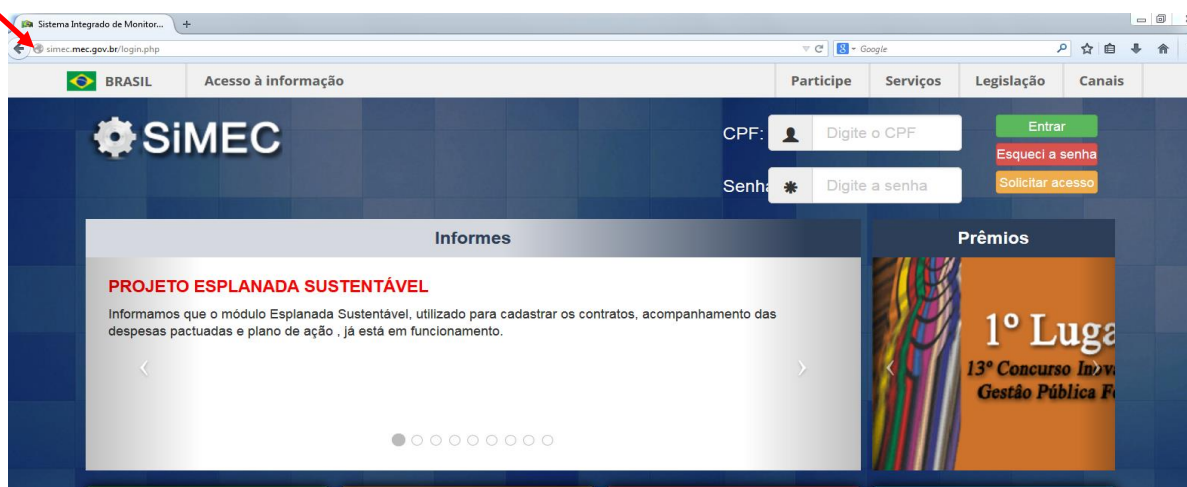 Sistema Integrado de Monitor...
simec.mec.gov.br/login.php
Google
BRASIL
Acesso à informação
Participe
Serviços
Legislação
Canais
SiMEC
CPF:
Digite o CPF
Entrar
Esqueci a senha
Senha
Digite a senha
Solicitar acesso
Informes
Prêmios
PROJETO ESPLANADA SUSTENTÁVEL
Informamos que o módulo Esplanada Sustentável, utilizado para cadastrar os contratos, acompanhamento das
despesas pactuadas e plano de ação , já está em funcionamento.
1º Luga
13º Concurso Inov
Gestão Pública F